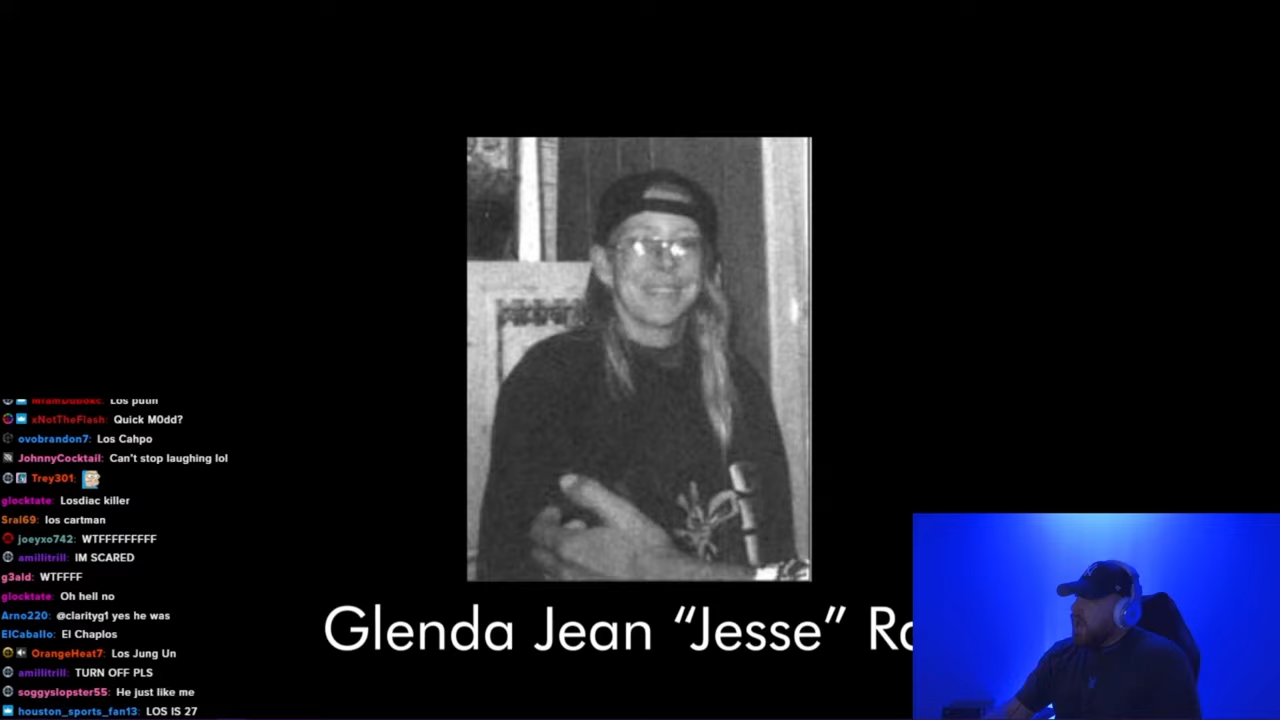 Los putin
xNotTheFlash: Quick M0dd?
ovobrandon7: Los Cahpo
JohnnyCocktail: Can't stop laughing lol
Trey301:
glocktate: Losdiac killer
Sral69: los cartman
joeyxo742: WTFFFFFFFFF
amillitrill: IM SCARED
g3ald: WTFFFF
glocktate: Oh hell no
Arno220: @clarityg1 yes he was
ElCaballo: El Chaplos
OrangeHeat7: Los Jung Un
amillitrill: TURN OFF PLS
soggyslopster55: He just like me
houston_sports_fan13: LOS IS 27
Glenda Jean “Jesse” Ra